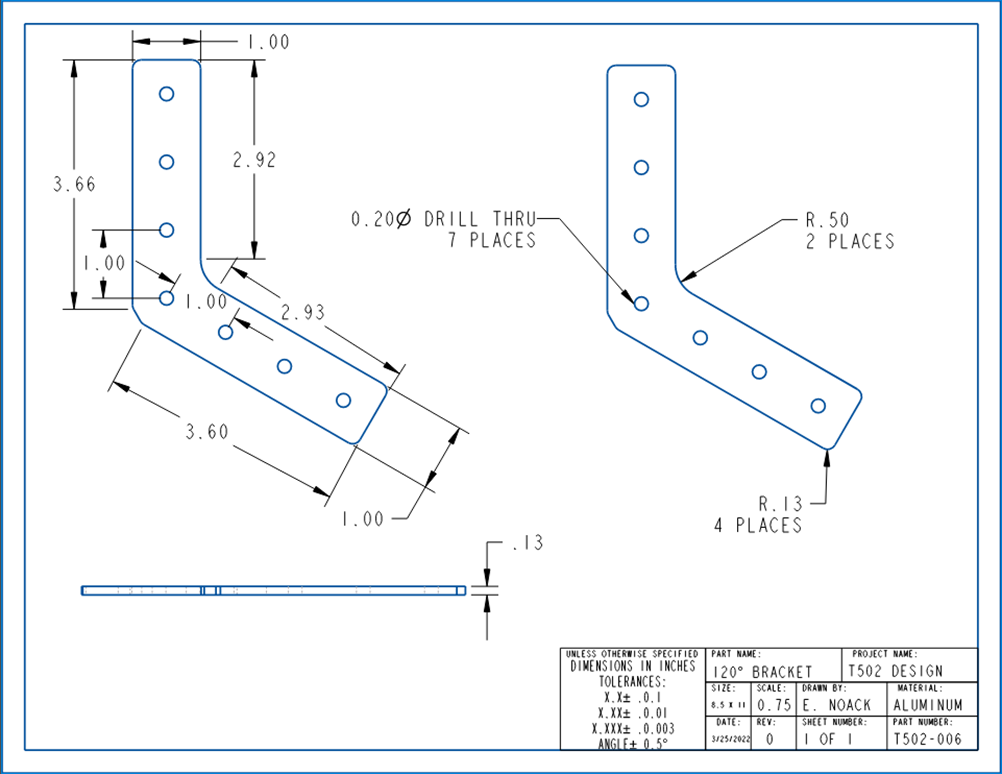 1.00
2.92
3.66
1.00
1.00
2.93
3.60
1.00
0.20Ø DRILL THRU
7 PLACES
R.50
2 PLACES
R.13
4 PLACES
.13
UNLESS OTHERWISE SPECIFIED
DIMENSIONS IN INCHES
TOLERANCES:
X.X± .0.1
X.XX± .0.01
X.XXX± .0.003
ANGLE± 0.5°
PART NAME:
120° BRACKET
PROJECT NAME:
T502 DESIGN
SIZE:
8.5 X 11
SCALE:
0.75
DRAWN BY:
E. NOACK
MATERIAL:
ALUMINUM
DATE:
3/25/2022
REV:
0
SHEET NUMBER:
1 OF 1
PART NUMBER:
T502-006